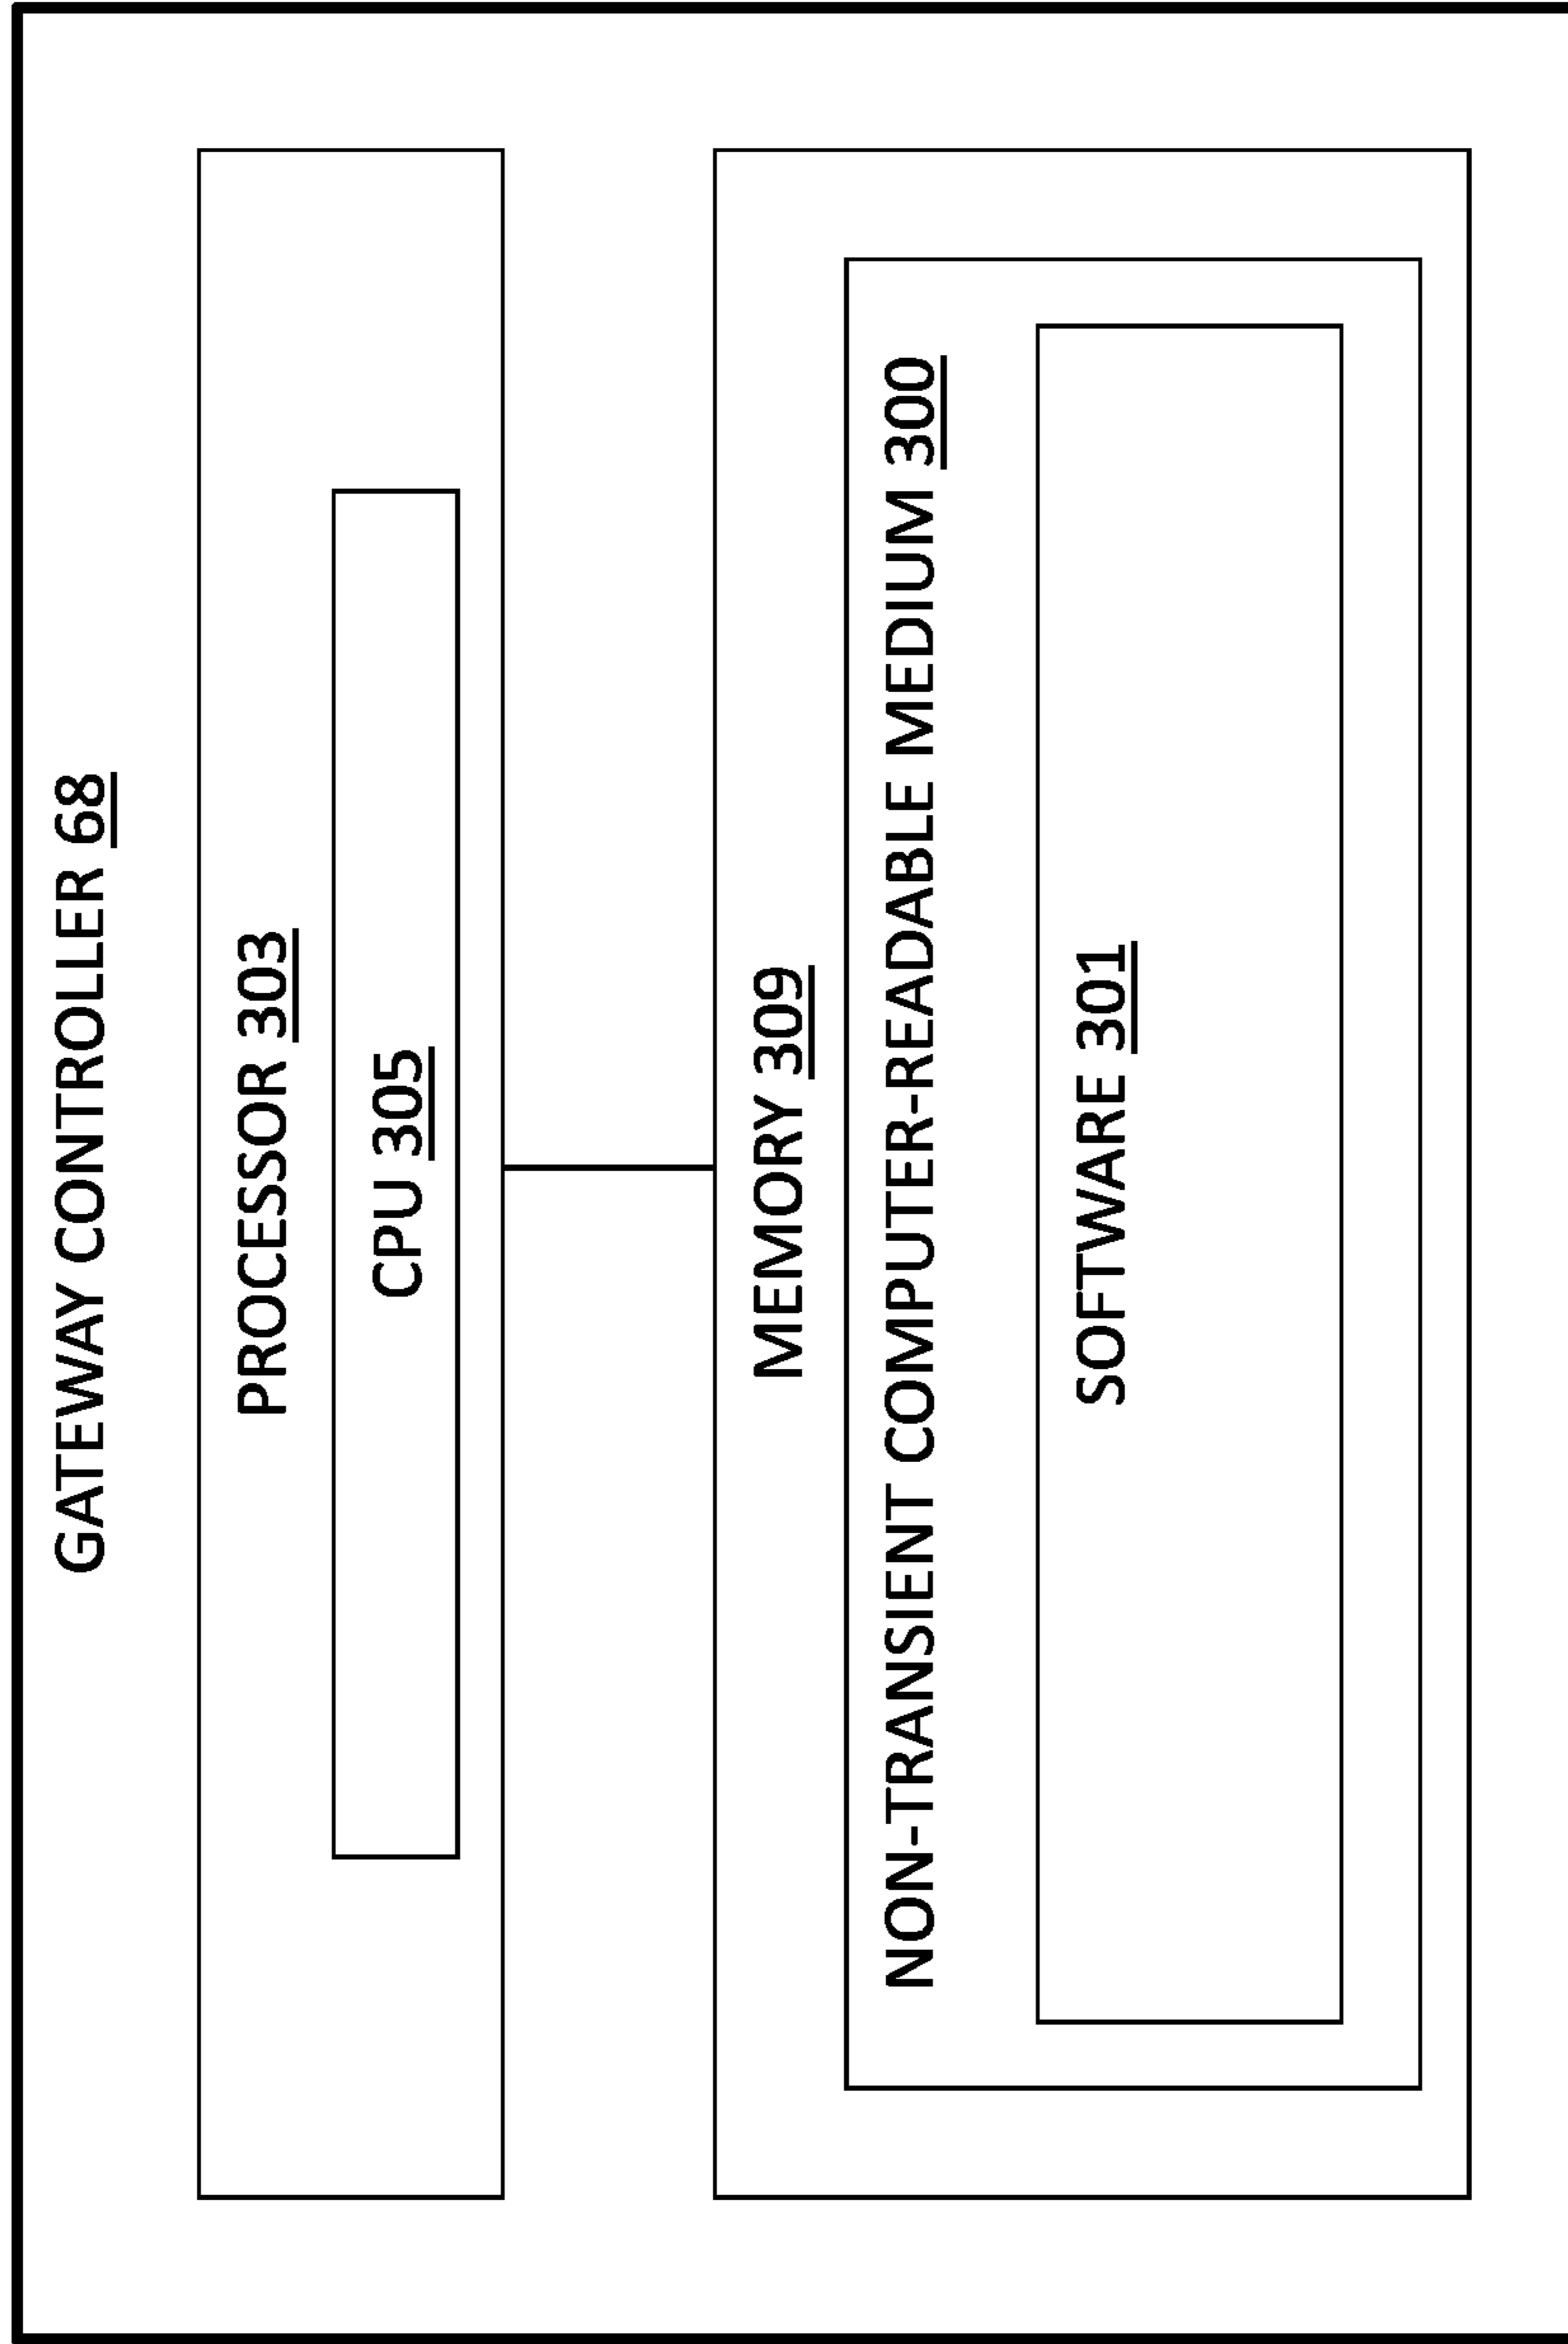 GATEWAY CONTROLLER 68
PROCESSOR 303
CPU 305
MEMORY 309
NON-TRANSIENT COMPUTER-READABLE MEDIUM 300
SOFTWARE 301